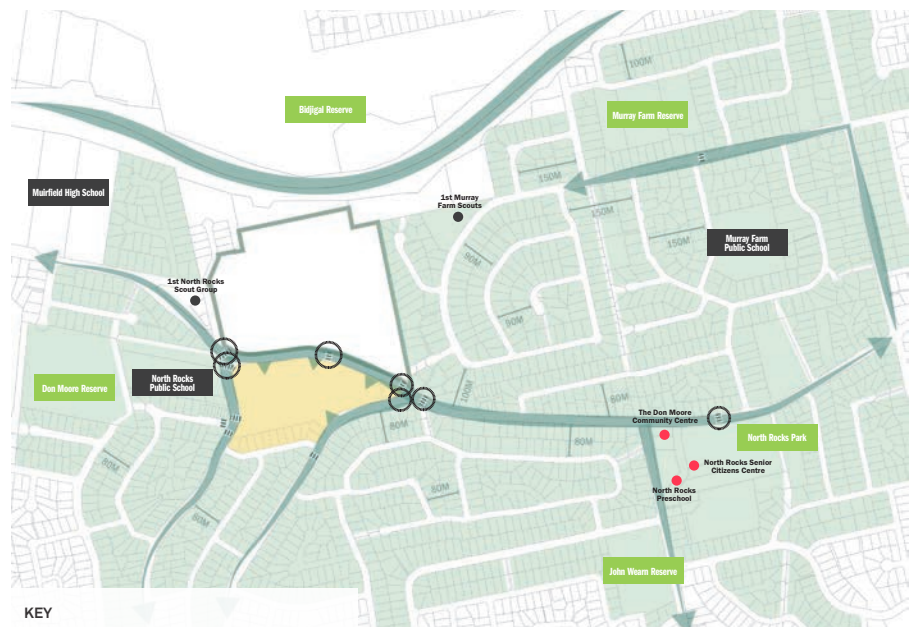 100M
Bidjigal Reserve
Murray Farm Reserve
150M
Muirfield High School
1st Murray
Farm Scouts
150M
150M
Murray Farm
Public School
80M
1st North Rocks
Scout Group
80M
Don Moore Reserve
North Rocks
Public School
100M
80M
The Don Moore
Community Centre
80M
80M
North Rocks Park
80M
North Rocks Senior
Citizens Centre
80M
North Rocks
Preschool
80M
John Wearn Reserve
KEY